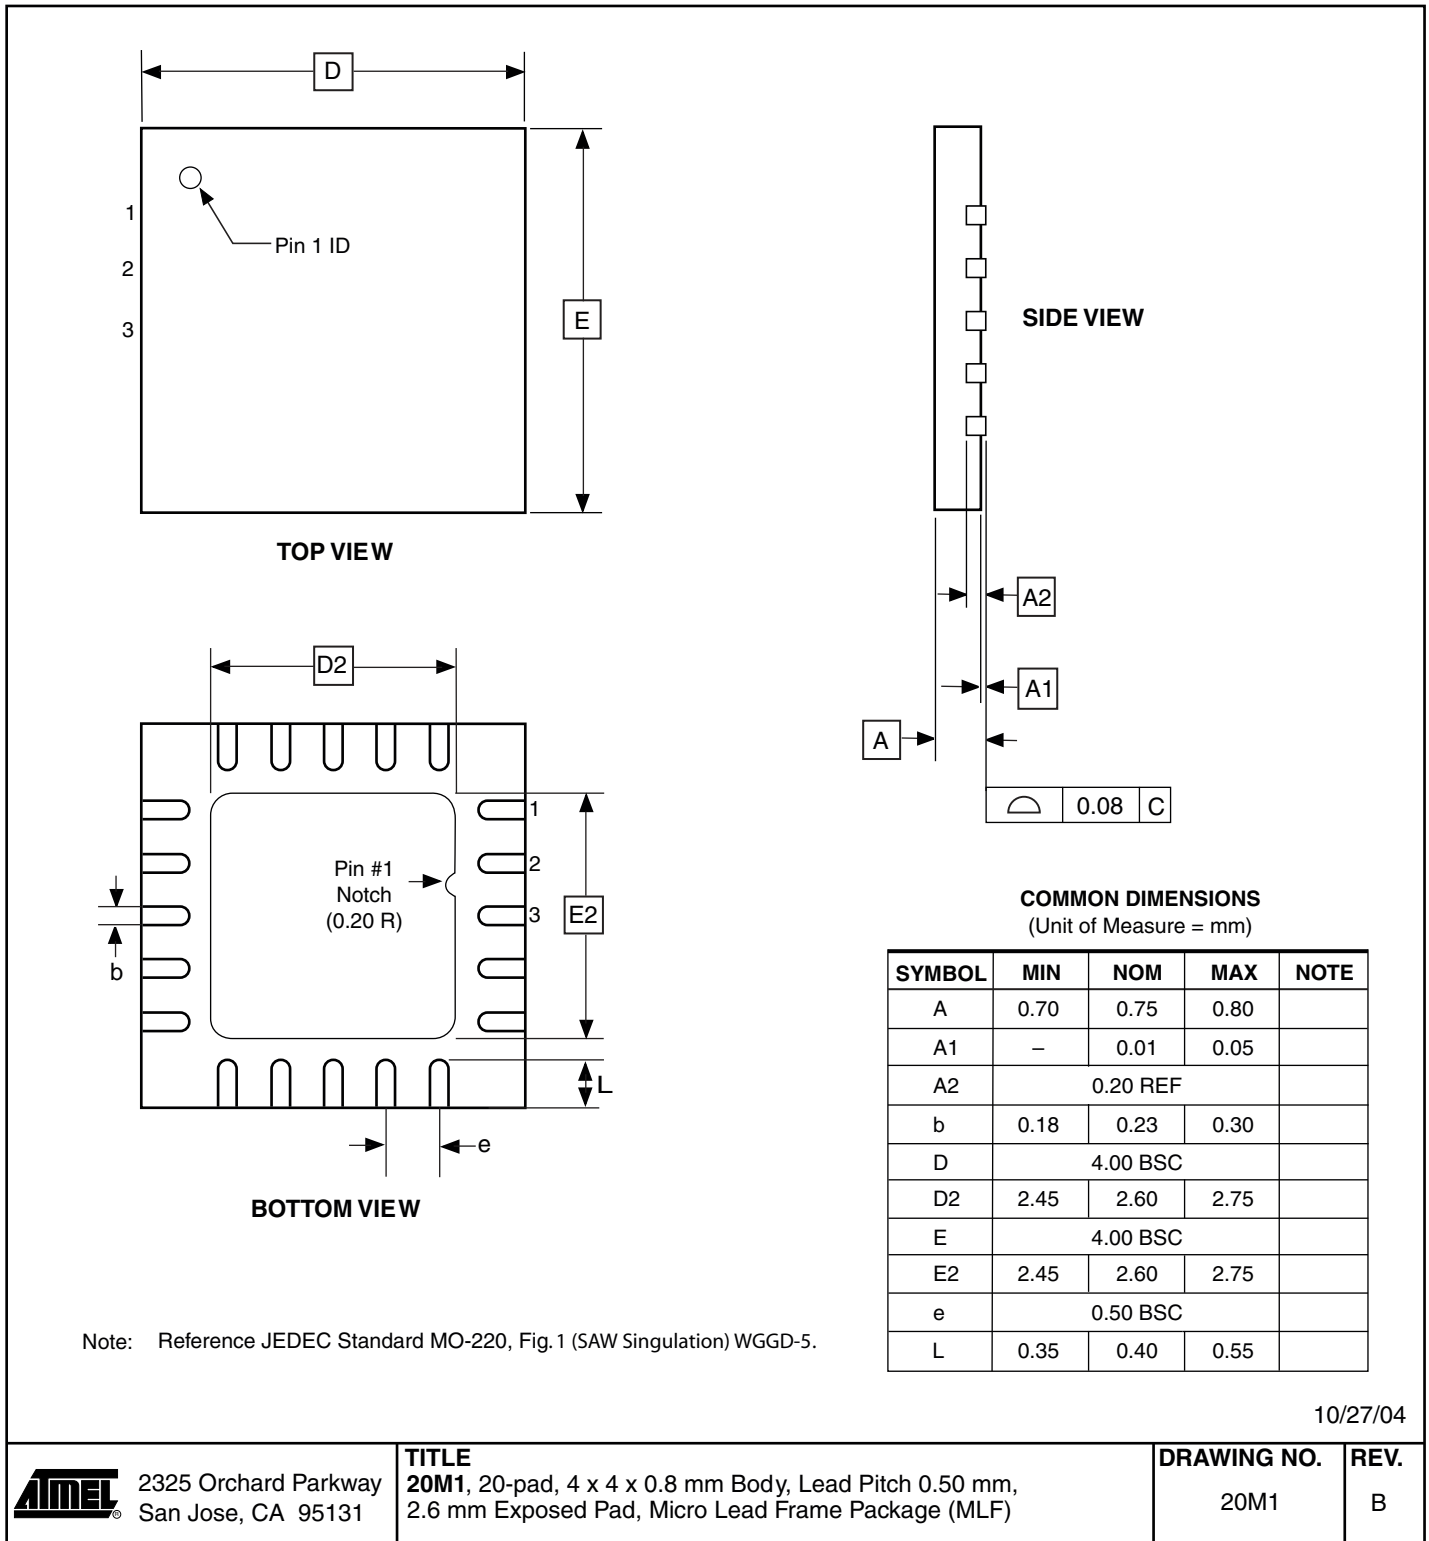 D
1
2
3
Pin 1 ID
E
TOP VIEW
SIDE VIEW
A2
A1
A
0.08 C
D2
1
2
3
Pin #1
Notch
(0.20 R)
E2
b
L
e
BOTTOM VIEW
COMMON DIMENSIONS
(Unit of Measure = mm)
SYMBOL MIN NOM MAX NOTE
A 0.70 0.75 0.80
A1 – 0.01 0.05
A2 0.20 REF
b 0.18 0.23 0.30
D 4.00 BSC
D2 2.45 2.60 2.75
E 4.00 BSC
E2 2.45 2.60 2.75
e 0.50 BSC
L 0.35 0.40 0.55
Note: Reference JEDEC Standard MO-220, Fig. 1 (SAW Singulation) WGGD-5.
10/27/04
ATMEL ®
2325 Orchard Parkway
San Jose, CA 95131
TITLE
20M1, 20-pad, 4 x 4 x 0.8 mm Body, Lead Pitch 0.50 mm,
2.6 mm Exposed Pad, Micro Lead Frame Package (MLF)
DRAWING NO.
20M1
REV.
B